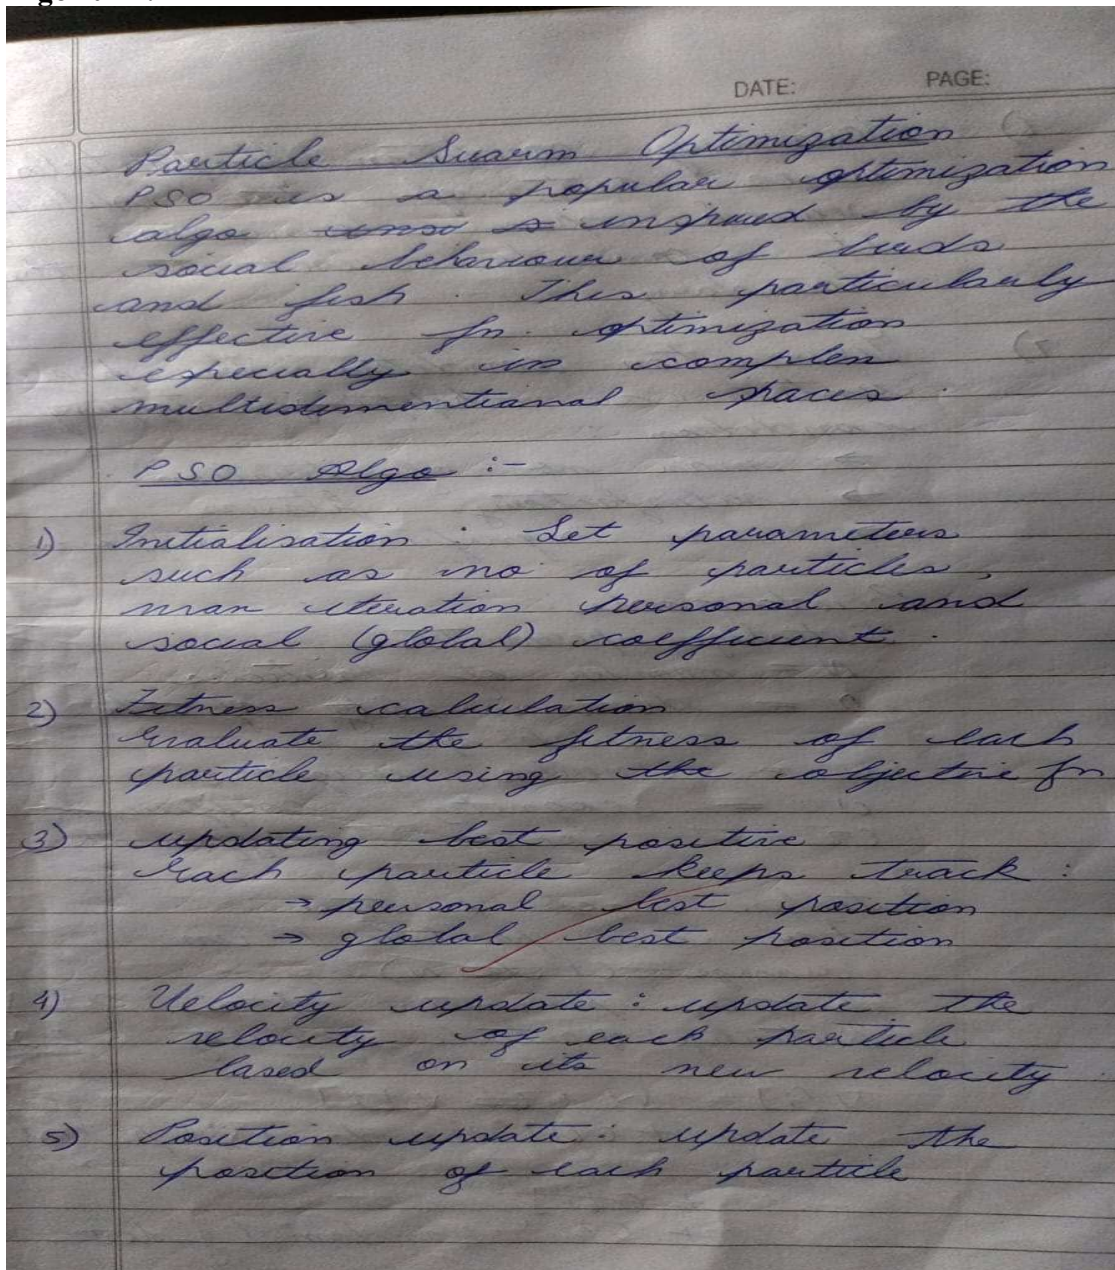 DATE: PAGE:
Particle Swarm Optimization
PSO is a popular optimization
algo inspired by the
social behaviour of birds
and fish. This particularly
effective fn optimization
especially in complex
multidimentional spaces.
PSO Algo :-
1) Initialisation : Set parameters
such as no of particles,
max iteration personal and
social (global) coefficient.
2) Fitness calculation
Evaluate the fitness of each
particle using the objective fn
3) updating best positive
Each particle keeps track :
→ personal best position
→ global best position
4) Velocity update : update the
velocity of each particle
based on its new velocity
5) Position update : update the
position of each particle